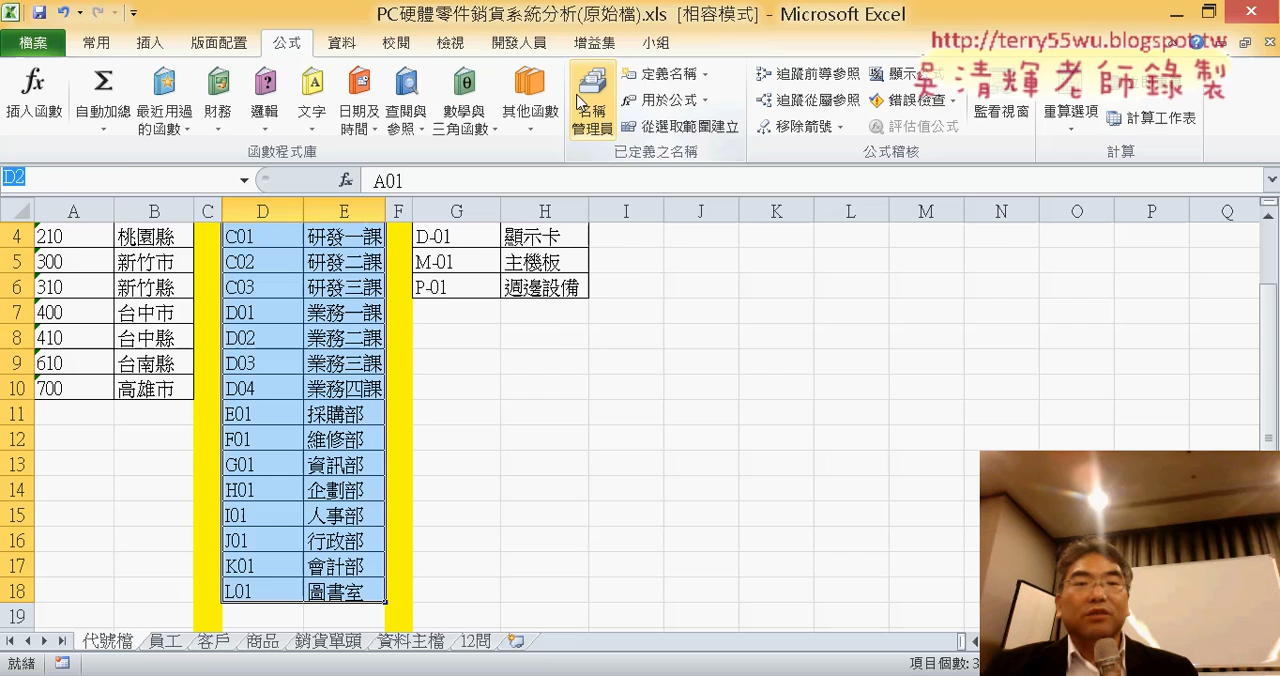 PC硬體零件銷貨系統分析(原始檔).xls [相容模式] - Microsoft Excel
檔案 常用 插入 版面配置 公式 資料 校閱 檢視 開發人員 增益集 小組
http://terry55wu.blogspot.tw
吳清輝老師錄製
插入函數 自動加總 最近用過的函數 財務 邏輯 文字 日期及時間 查閱與參照 數學與三角函數 其他函數 名稱管理員
定義名稱 用於公式 從選取範圍建立
追蹤前導參照 追蹤從屬參照 移除箭號
錯誤檢查 評估值公式 監看視窗 重算選項 計算工作表
函數程式庫 已定義之名稱 公式稽核 計算
D2 fx A01
A B C D E F G H I J K L M N O P Q
4 210 桃園縣 C01 研發一課 D-01 顯示卡
5 300 新竹市 C02 研發二課 M-01 主機板
6 310 新竹縣 C03 研發三課 P-01 週邊設備
7 400 台中市 D01 業務一課
8 410 台中縣 D02 業務二課
9 610 台南縣 D03 業務三課
10 700 高雄市 D04 業務四課
11 E01 採購部
12 F01 維修部
13 G01 資訊部
14 H01 企劃部
15 I01 人事部
16 J01 行政部
17 K01 會計部
18 L01 圖書室
19
代號檔 員工 客戶 商品 銷貨單頭 資料主檔 12問
就緒 項目個數: 3